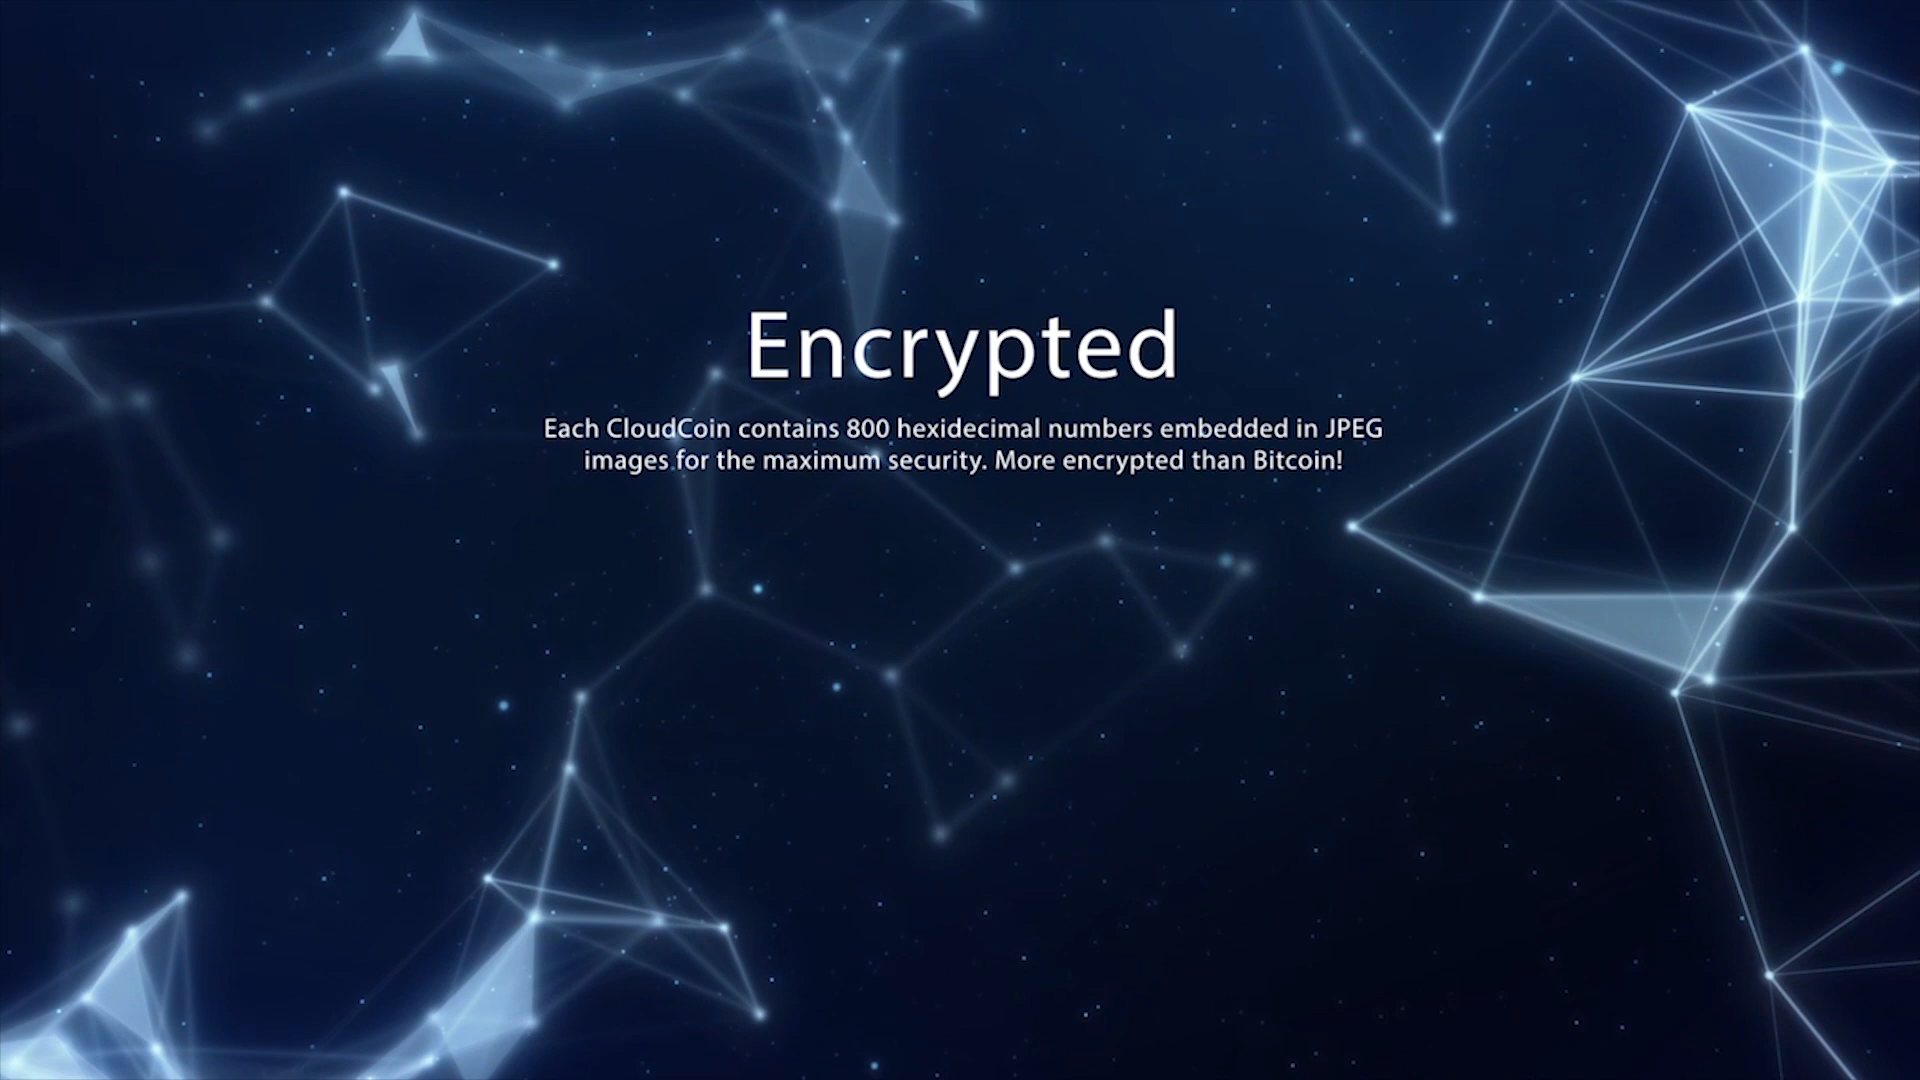 Encrypted
Each CloudCoin contains 800 hexidecimal numbers embedded in JPEG
images for the maximum security. More encrypted than Bitcoin!